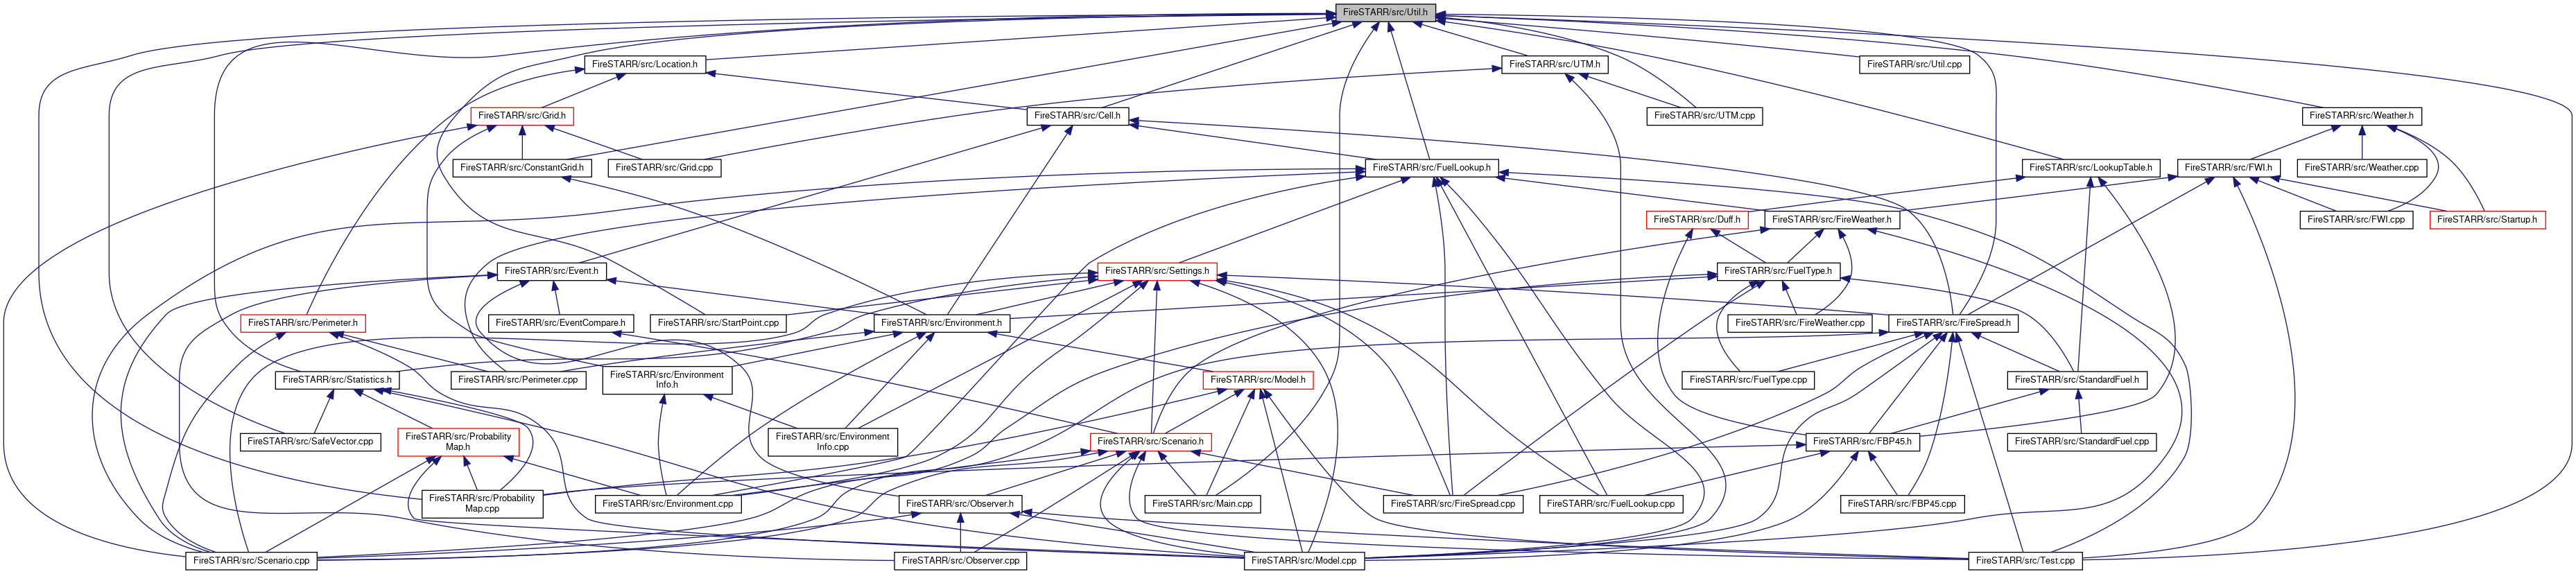 FireSTARR/src/Util.h
FireSTARR/src/Location.h
FireSTARR/src/UTM.h
FireSTARR/src/Util.cpp
FireSTARR/src/Grid.h
FireSTARR/src/Cell.h
FireSTARR/src/UTM.cpp
FireSTARR/src/Weather.h
FireSTARR/src/ConstantGrid.h
FireSTARR/src/Grid.cpp
FireSTARR/src/FuelLookup.h
FireSTARR/src/LookupTable.h
FireSTARR/src/FWI.h
FireSTARR/src/Weather.cpp
FireSTARR/src/Duff.h
FireSTARR/src/FireWeather.h
FireSTARR/src/FWI.cpp
FireSTARR/src/Startup.h
FireSTARR/src/Event.h
FireSTARR/src/Settings.h
FireSTARR/src/FuelType.h
FireSTARR/src/Perimeter.h
FireSTARR/src/EventCompare.h
FireSTARR/src/StartPoint.cpp
FireSTARR/src/Environment.h
FireSTARR/src/FireWeather.cpp
FireSTARR/src/FireSpread.h
FireSTARR/src/Statistics.h
FireSTARR/src/Perimeter.cpp
FireSTARR/src/Environment
Info.h
FireSTARR/src/Model.h
FireSTARR/src/FuelType.cpp
FireSTARR/src/StandardFuel.h
FireSTARR/src/SafeVector.cpp
FireSTARR/src/Probability
Map.h
FireSTARR/src/Environment
Info.cpp
FireSTARR/src/Scenario.h
FireSTARR/src/FBP45.h
FireSTARR/src/StandardFuel.cpp
FireSTARR/src/Probability
Map.cpp
FireSTARR/src/Environment.cpp
FireSTARR/src/Observer.h
FireSTARR/src/Main.cpp
FireSTARR/src/FireSpread.cpp
FireSTARR/src/FuelLookup.cpp
FireSTARR/src/FBP45.cpp
FireSTARR/src/Scenario.cpp
FireSTARR/src/Observer.cpp
FireSTARR/src/Model.cpp
FireSTARR/src/Test.cpp